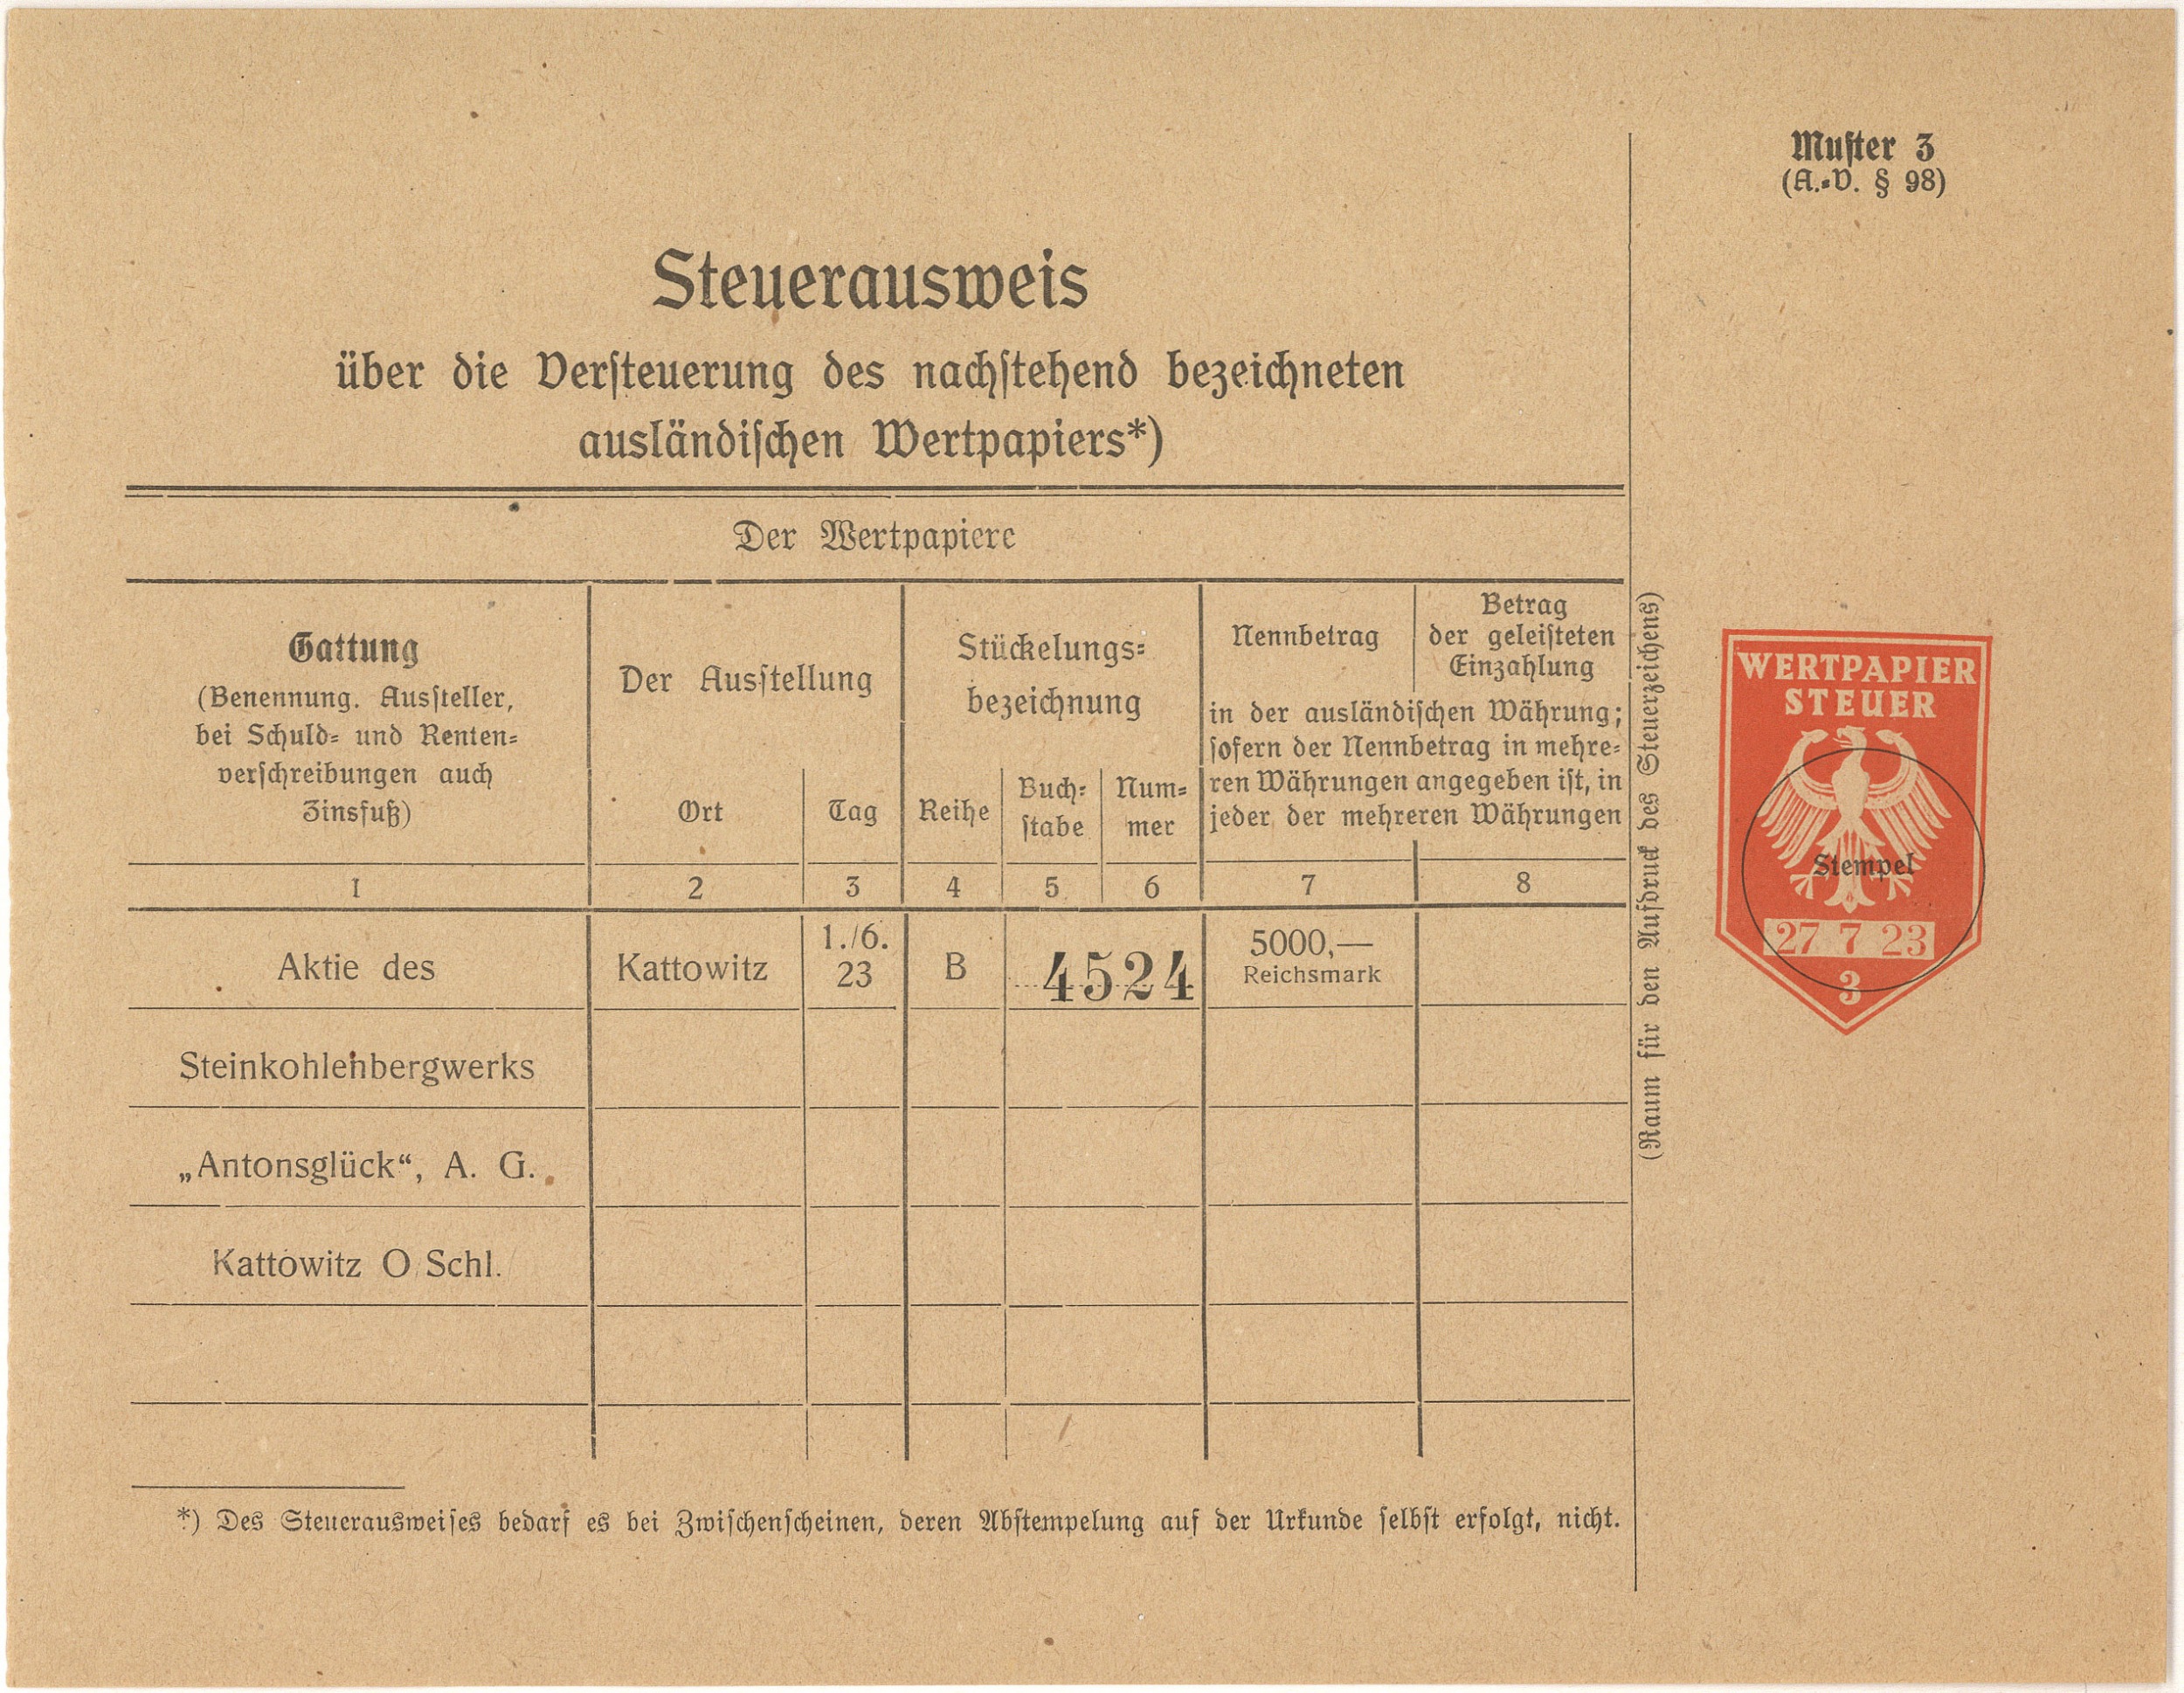 Muster 3
(A.-V. § 98)
Steuerausweis
über die Versteuerung des nachstehend bezeichneten
ausländischen Wertpapiers*)
Der Wertpapiere
Gattung
(Benennung. Aussteller,
bei Schuld- und Renten-
verschreibungen auch
Zinsfuß)
Der Ausstellung
Ort
Tag
Stückelungs-
bezeichnung
Reihe
Buch-
stabe
Num-
mer
Nennbetrag
Betrag
der geleisteten
Einzahlung
in der ausländischen Währung;
sofern der Nennbetrag in mehre-
ren Währungen angegeben ist, in
jeder der mehreren Währungen
1 2 3 4 5 6 7 8
Aktie des
Kattowitz
1./6.
23
B
4524
5000,—
Reichsmark
Steinkohlenbergwerks
„Antonsglück“, A. G.
Kattowitz O Schl.
*) Des Steuerausweises bedarf es bei Zwischenscheinen, deren Abstempelung auf der Urkunde selbst erfolgt, nicht.
(Raum für den Aufdruck des Steuerzeichens)
WERTPAPIER
STEUER
Stempel
27 7 23
3